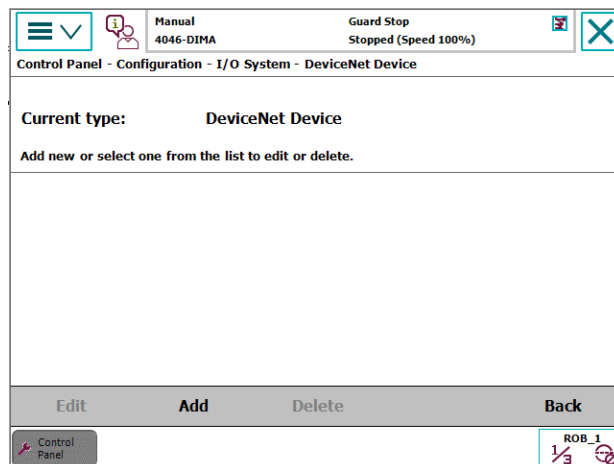 Manual
4046-DIMA
Guard Stop
Stopped (Speed 100%)
Control Panel - Configuration - I/O System - DeviceNet Device
Current type: DeviceNet Device
Add new or select one from the list to edit or delete.
Edit Add Delete Back
Control
Panel
ROB_1
1/3